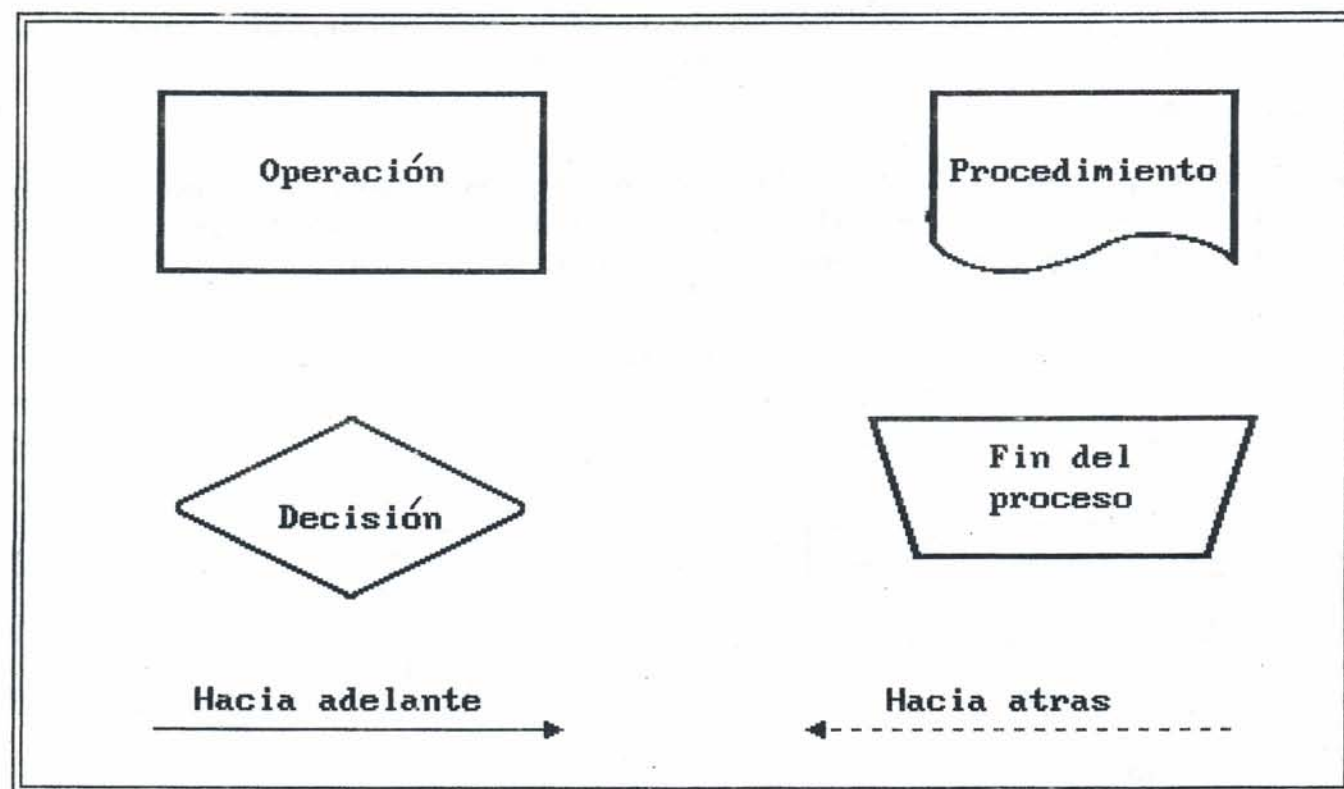 Operación
Procedimiento
Decisión
Fin del
proceso
Hacia adelante
Hacia atras